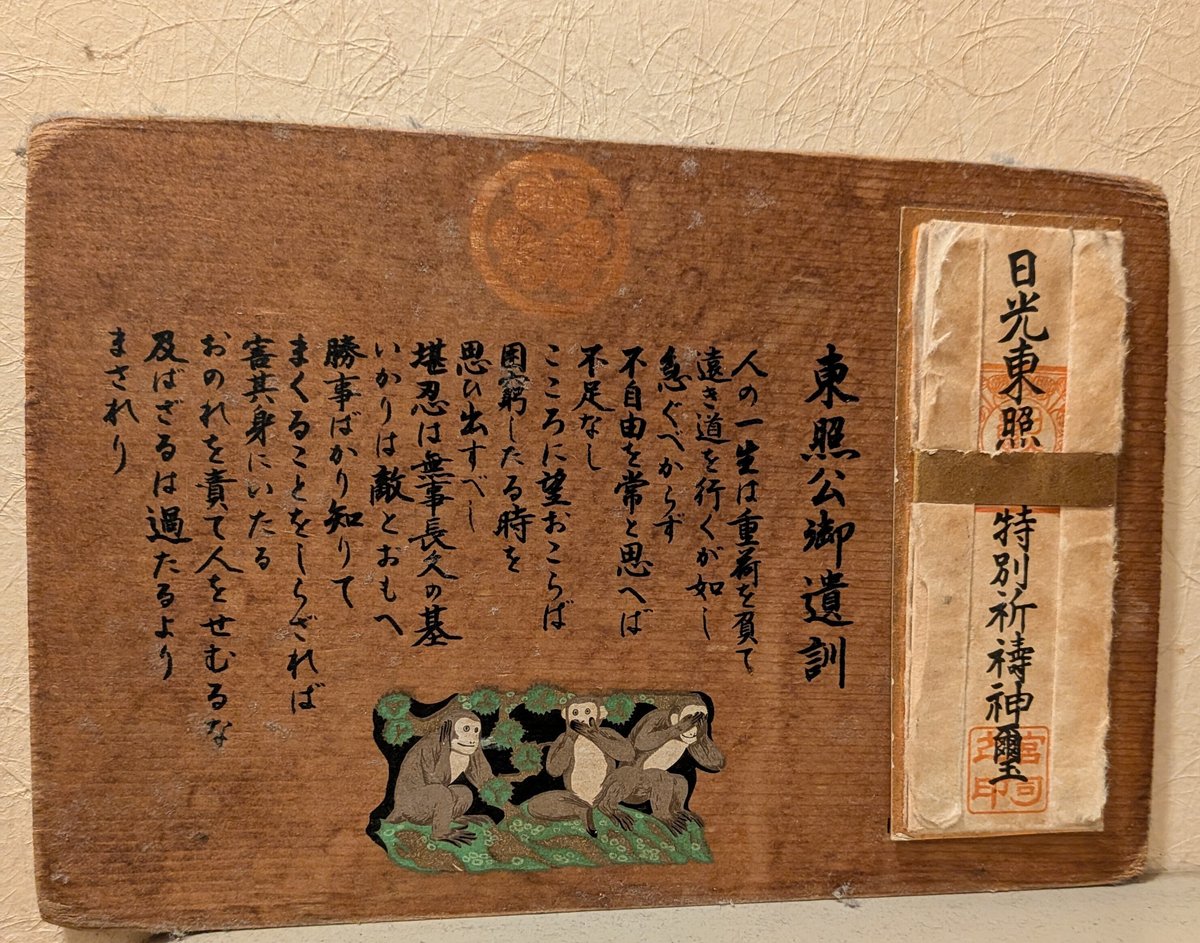 日光東照
特別祈祷神璽
宮司
之印
東照公御遺訓
人の一生は重荷を負て
遠き道を行くが如し
急ぐべからず
不自由を常と思へば
不足なし
こころに望おこらば
困窮したる時を
思ひ出すべし
堪忍は無事長久の基
いかりは敵とおもへ
勝事ばかり知りて
まくることをしらざれば
害其身にいたる
おのれを責て人をせむるな
及ばざるは過たるより
まされり